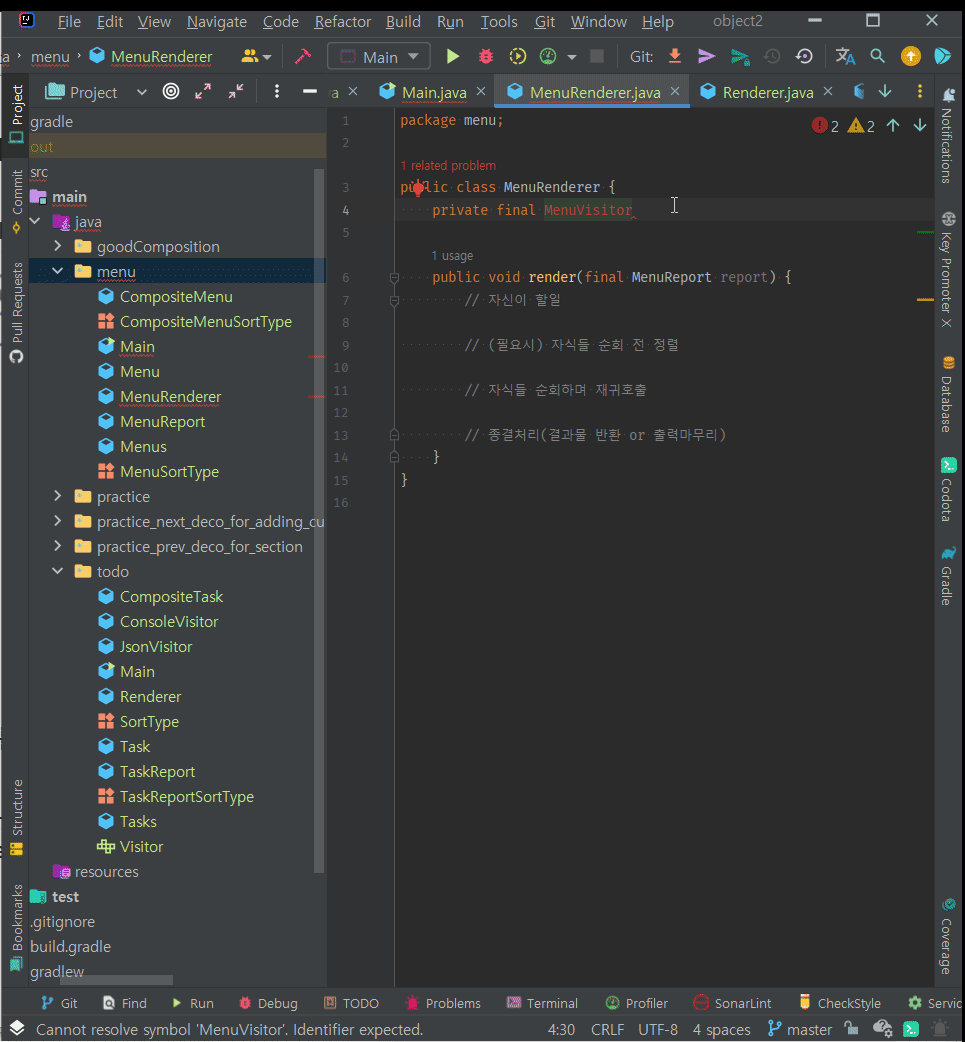 File Edit View Navigate Code Refactor Build Run Tools Git Window Help object2
a menu MenuRenderer Main Git:
Project
a Main.java MenuRenderer.java Renderer.java
Project
Commit
Pull Requests
Structure
Bookmarks
gradle
out
src
main
java
goodComposition
menu
CompositeMenu
CompositeMenuSortType
Main
Menu
MenuRenderer
MenuReport
Menus
MenuSortType
practice
practice_next_deco_for_adding_cu
practice_prev_deco_for_section
todo
CompositeTask
ConsoleVisitor
JsonVisitor
Main
Renderer
SortType
Task
TaskReport
TaskReportSortType
Tasks
Visitor
resources
test
.gitignore
build.gradle
gradlew
2 2
1 package menu;
2
1 related problem
3 public class MenuRenderer {
4 private final MenuVisitor
5
1 usage
6 public void render(final MenuReport report) {
7 // 자신이 할일
8
9 // (필요시) 자식들 순회 전 정렬
10
11 // 자식들 순회하며 재귀호출
12
13 // 종결처리(결과물 반환 or 출력마무리)
14 }
15 }
16
Notifications
Key Promoter X
Database
Codota
Gradle
Coverage
Git Find Run Debug TODO Problems Terminal Profiler SonarLint CheckStyle Servic
Cannot resolve symbol 'MenuVisitor'. Identifier expected. 4:30 CRLF UTF-8 4 spaces master